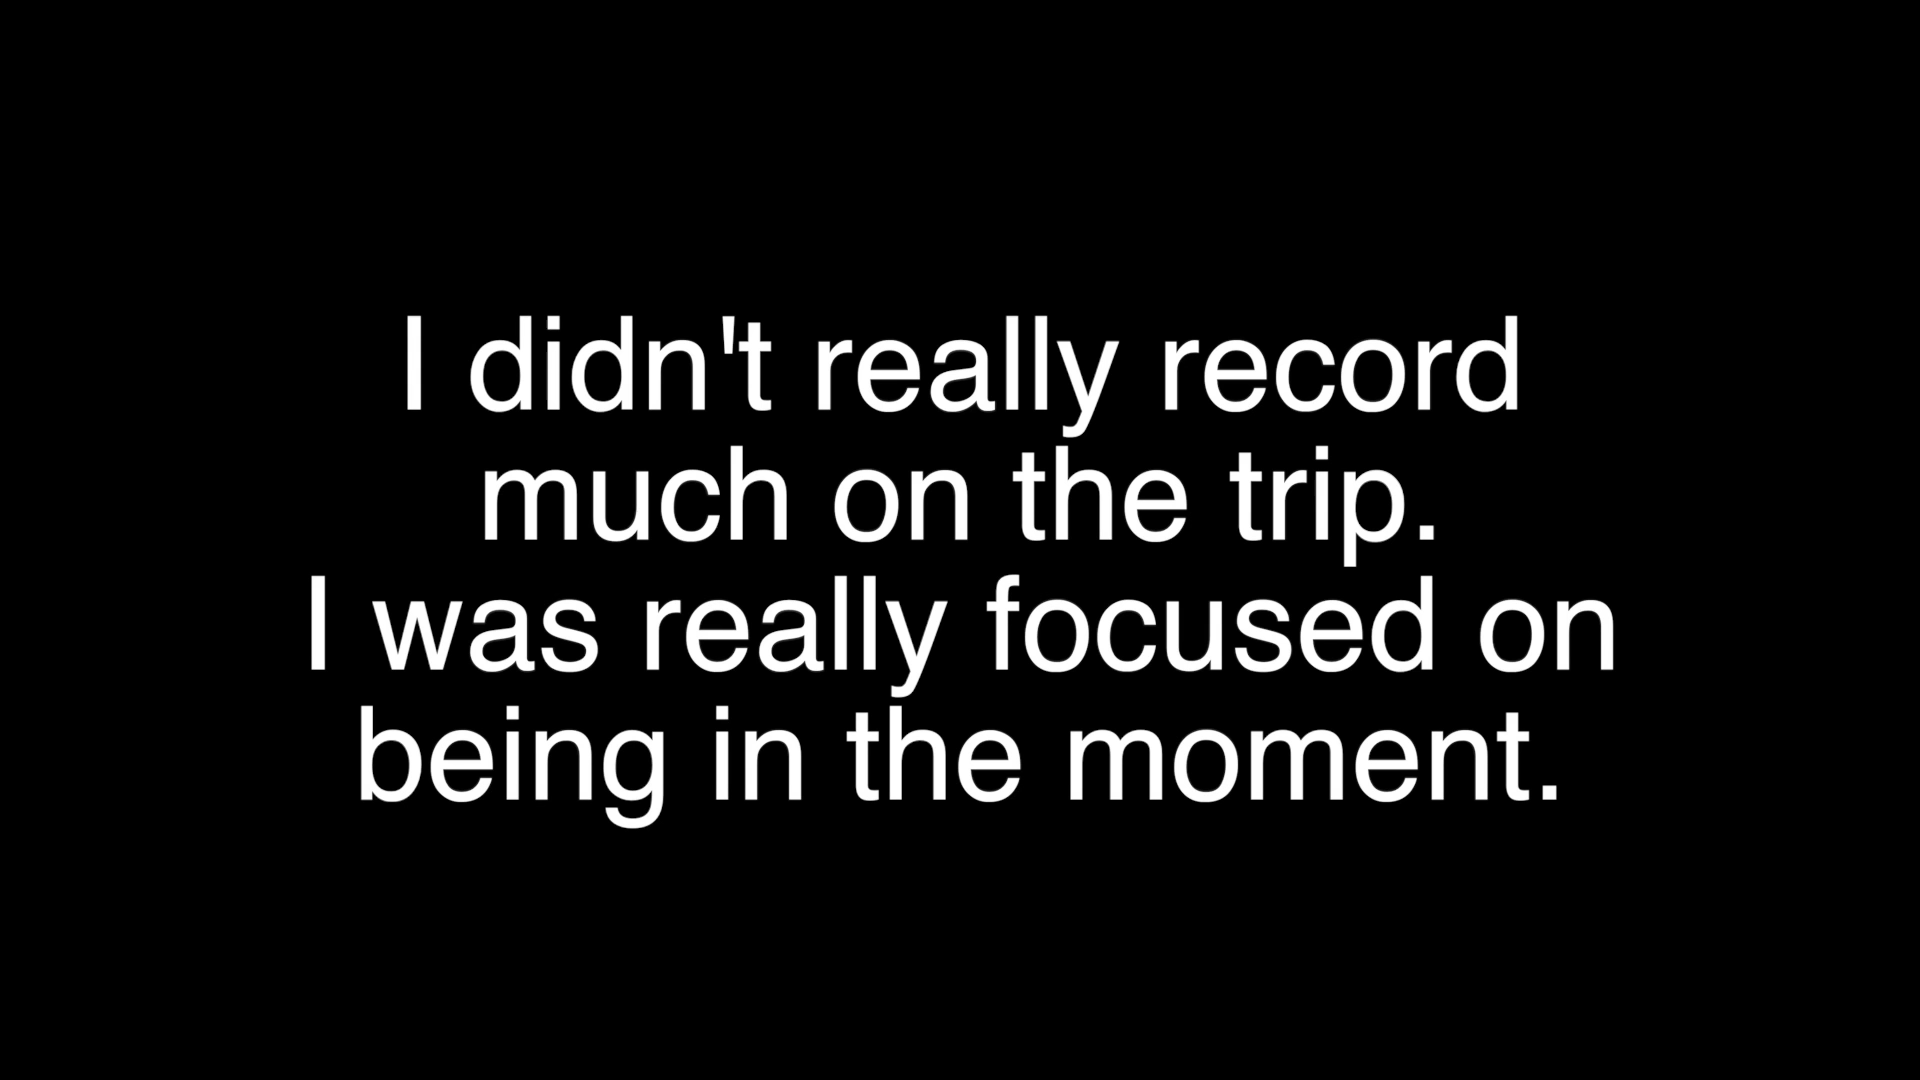 I didn't really record
much on the trip.
I was really focused on
being in the moment.